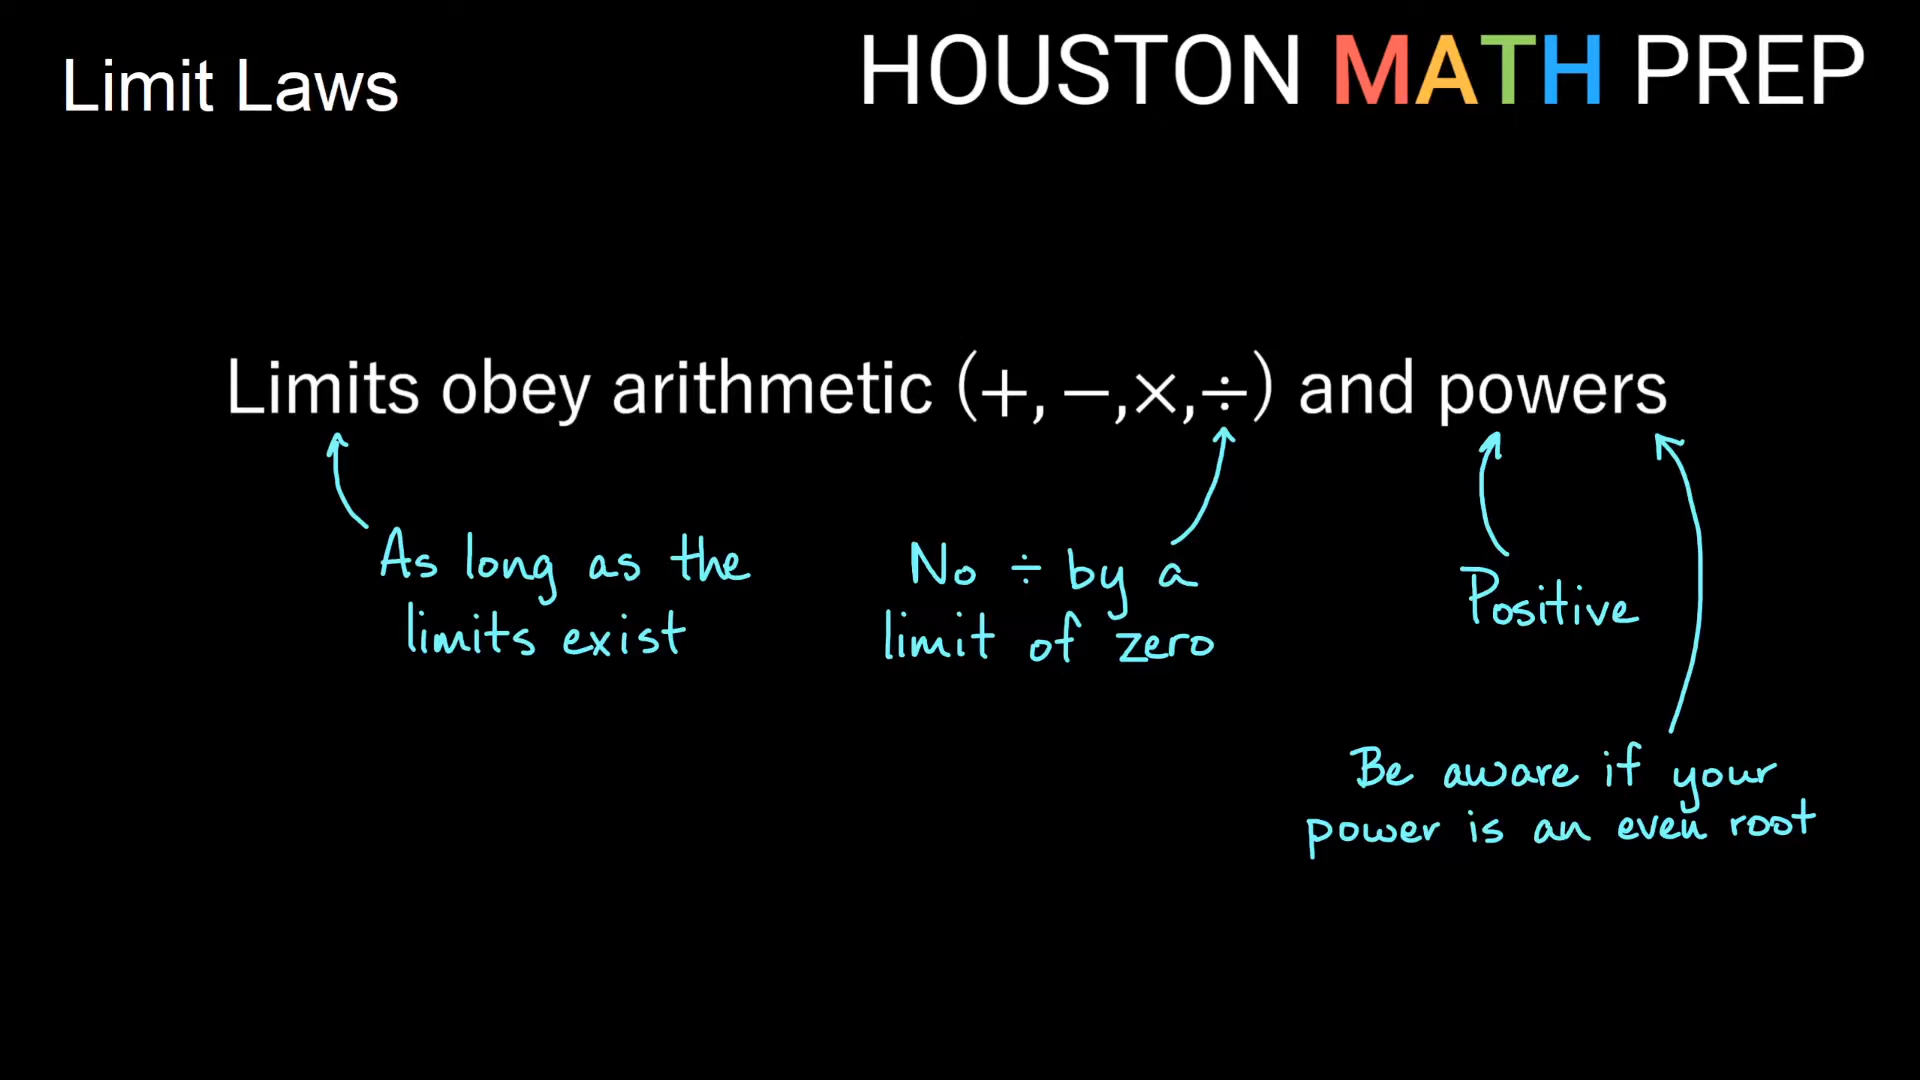 Limit Laws
HOUSTON MATH PREP
Limits obey arithmetic (+, −,×,÷) and powers
As long as the
limits exist
No ÷ by a
limit of zero
Positive
Be aware if your
power is an even root